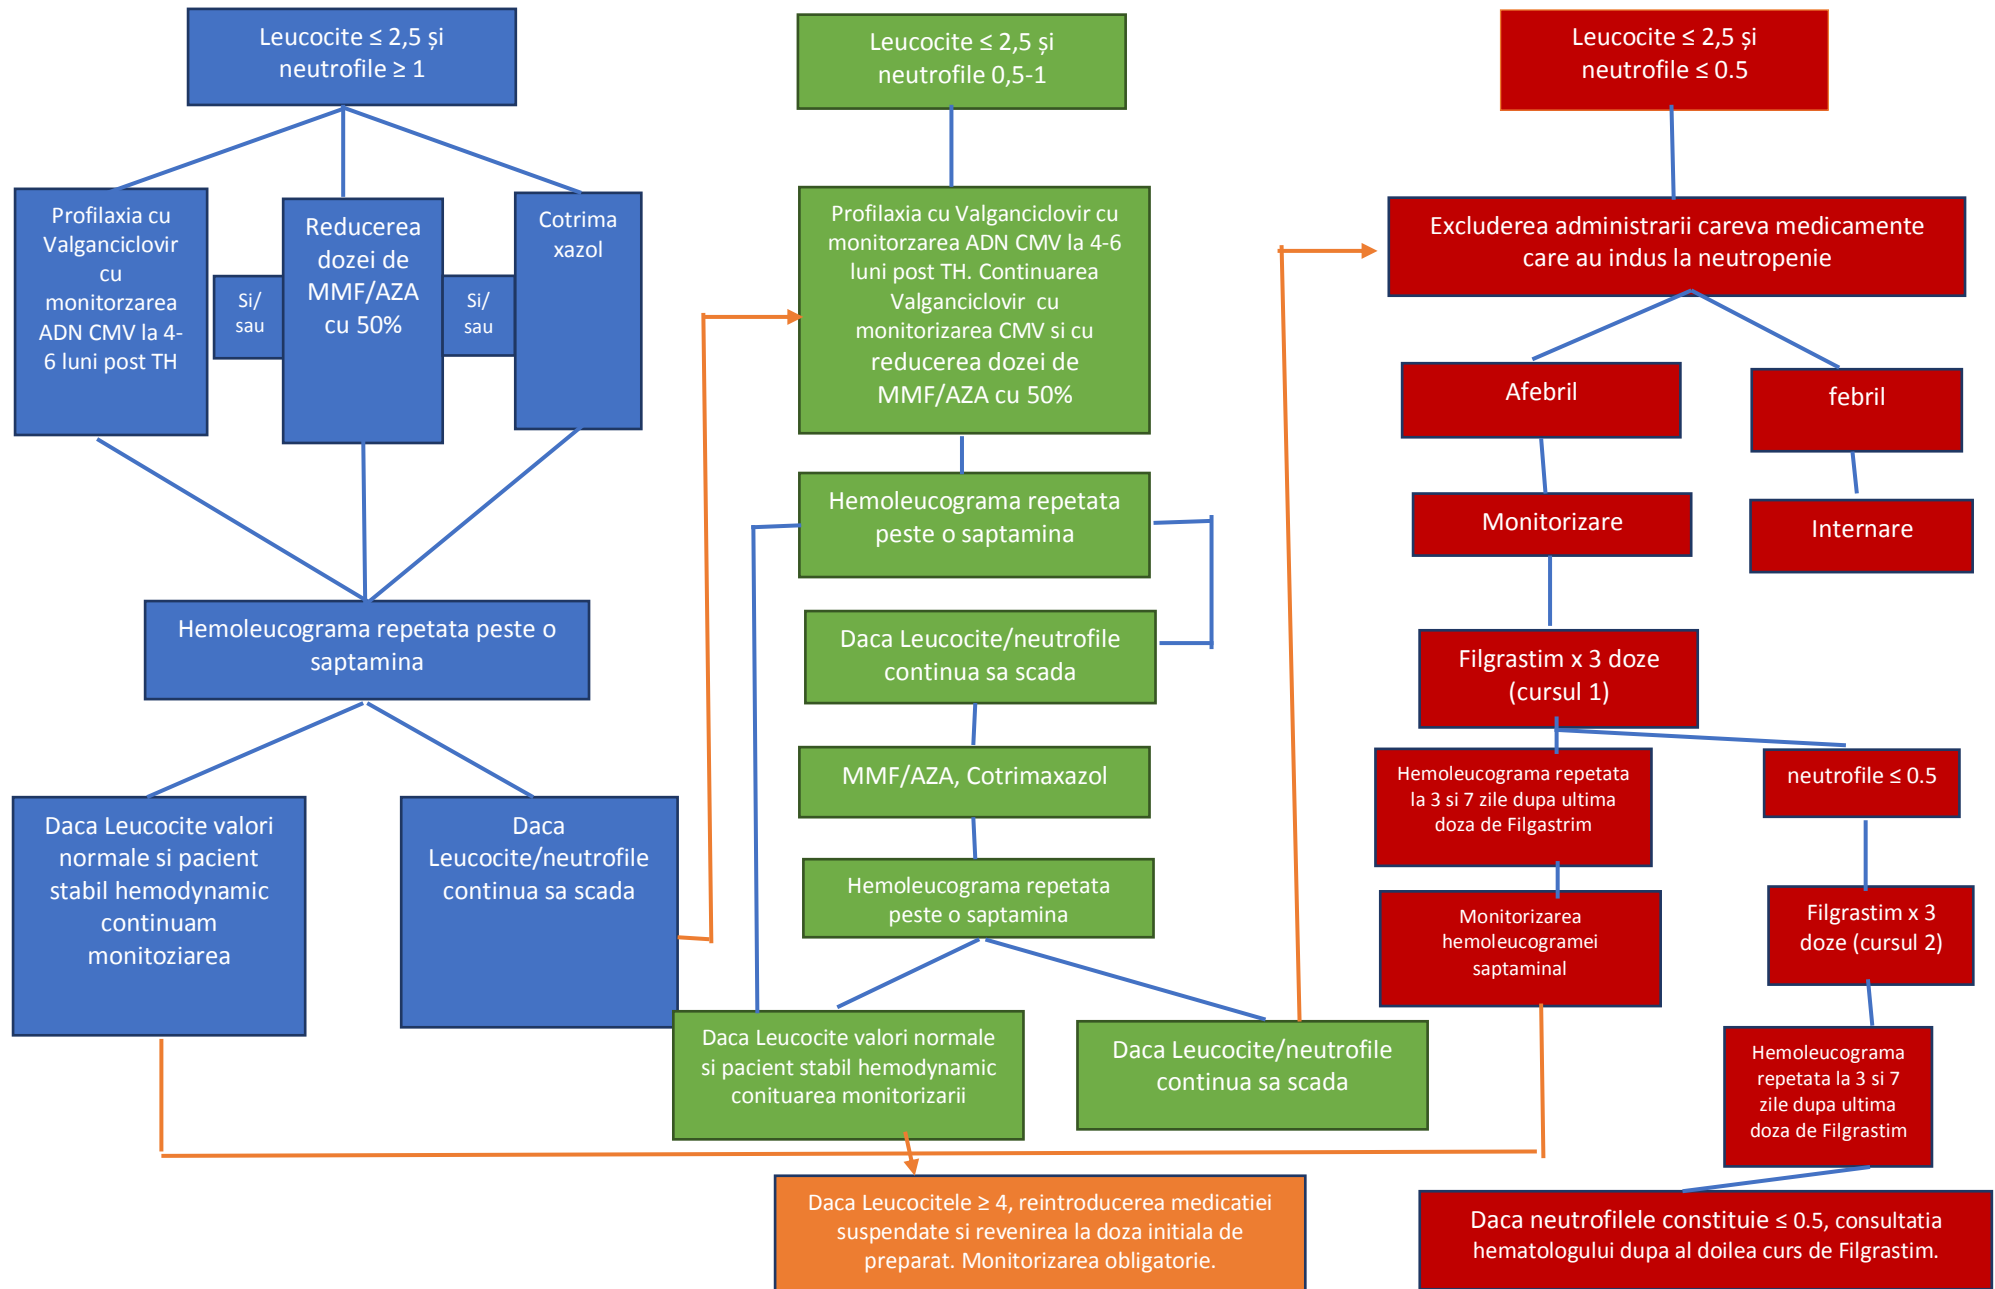 Leucocite ≤ 2,5 și
neutrofile ≥ 1
Profilaxia cu
Valganciclovir
cu
monitorzarea
ADN CMV la 4-
6 luni post TH
Si/
sau
Reducerea
dozei de
MMF/AZA
cu 50%
Si/
sau
Cotrima
xazol
Hemoleucograma repetata peste o
saptamina
Daca Leucocite valori
normale si pacient
stabil hemodynamic
continuam
monitoziarea
Daca
Leucocite/neutrofile
continua sa scada
Leucocite ≤ 2,5 și
neutrofile 0,5-1
Profilaxia cu Valganciclovir cu
monitorzarea ADN CMV la 4-6
luni post TH. Continuarea
Valganciclovir cu
monitorizarea CMV si cu
reducerea dozei de
MMF/AZA cu 50%
Hemoleucograma repetata
peste o saptamina
Daca Leucocite/neutrofile
continua sa scada
MMF/AZA, Cotrimaxazol
Hemoleucograma repetata
peste o saptamina
Daca Leucocite valori normale
si pacient stabil hemodynamic
conituarea monitorizarii
Daca Leucocite/neutrofile
continua sa scada
Daca Leucocitele ≥ 4, reintroducerea medicatiei
suspendate si revenirea la doza initiala de
preparat. Monitorizarea obligatorie.
Leucocite ≤ 2,5 și
neutrofile ≤ 0.5
Excluderea administrarii careva medicamente
care au indus la neutropenie
Afebril
febril
Monitorizare
Internare
Filgrastim x 3 doze
(cursul 1)
Hemoleucograma repetata
la 3 si 7 zile dupa ultima
doza de Filgastrim
neutrofile ≤ 0.5
Monitorizarea
hemoleucogramei
saptaminal
Filgrastim x 3
doze (cursul 2)
Hemoleucograma
repetata la 3 si 7
zile dupa ultima
doza de Filgrastim
Daca neutrofilele constituie ≤ 0.5, consultatia
hematologului dupa al doilea curs de Filgrastim.